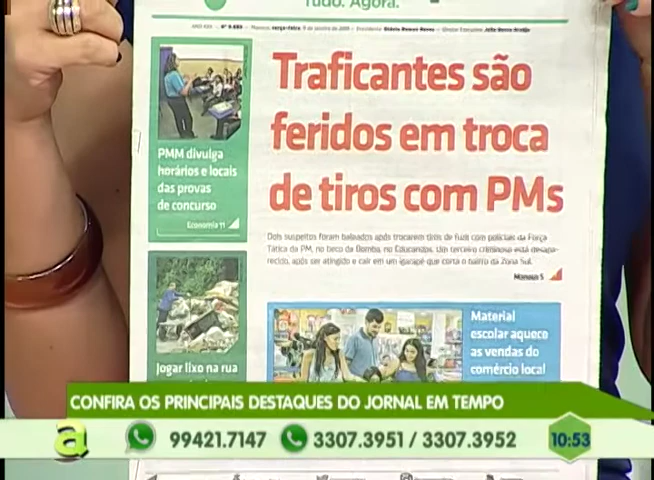 Tudo. Agora.
Traficantes são
feridos em troca
de tiros com PMs
PMM divulga
horários e locais
das provas
de concurso
Economia 11
Dois suspeitos foram baleados após trocarem tiros de fuzil com policiais da Força
Tática da PM, no beco da Bomba, no Educandos. Um terceiro criminoso está desapa-
recido, após ser atingido e cair em um igarapé que corta o bairro da Zona Sul.
Manaus 5
Jogar lixo na rua
Material
escolar aquece
as vendas do
comércio local
CONFIRA OS PRINCIPAIS DESTAQUES DO JORNAL EM TEMPO
a 99421.7147 3307.3951 / 3307.3952 10:53